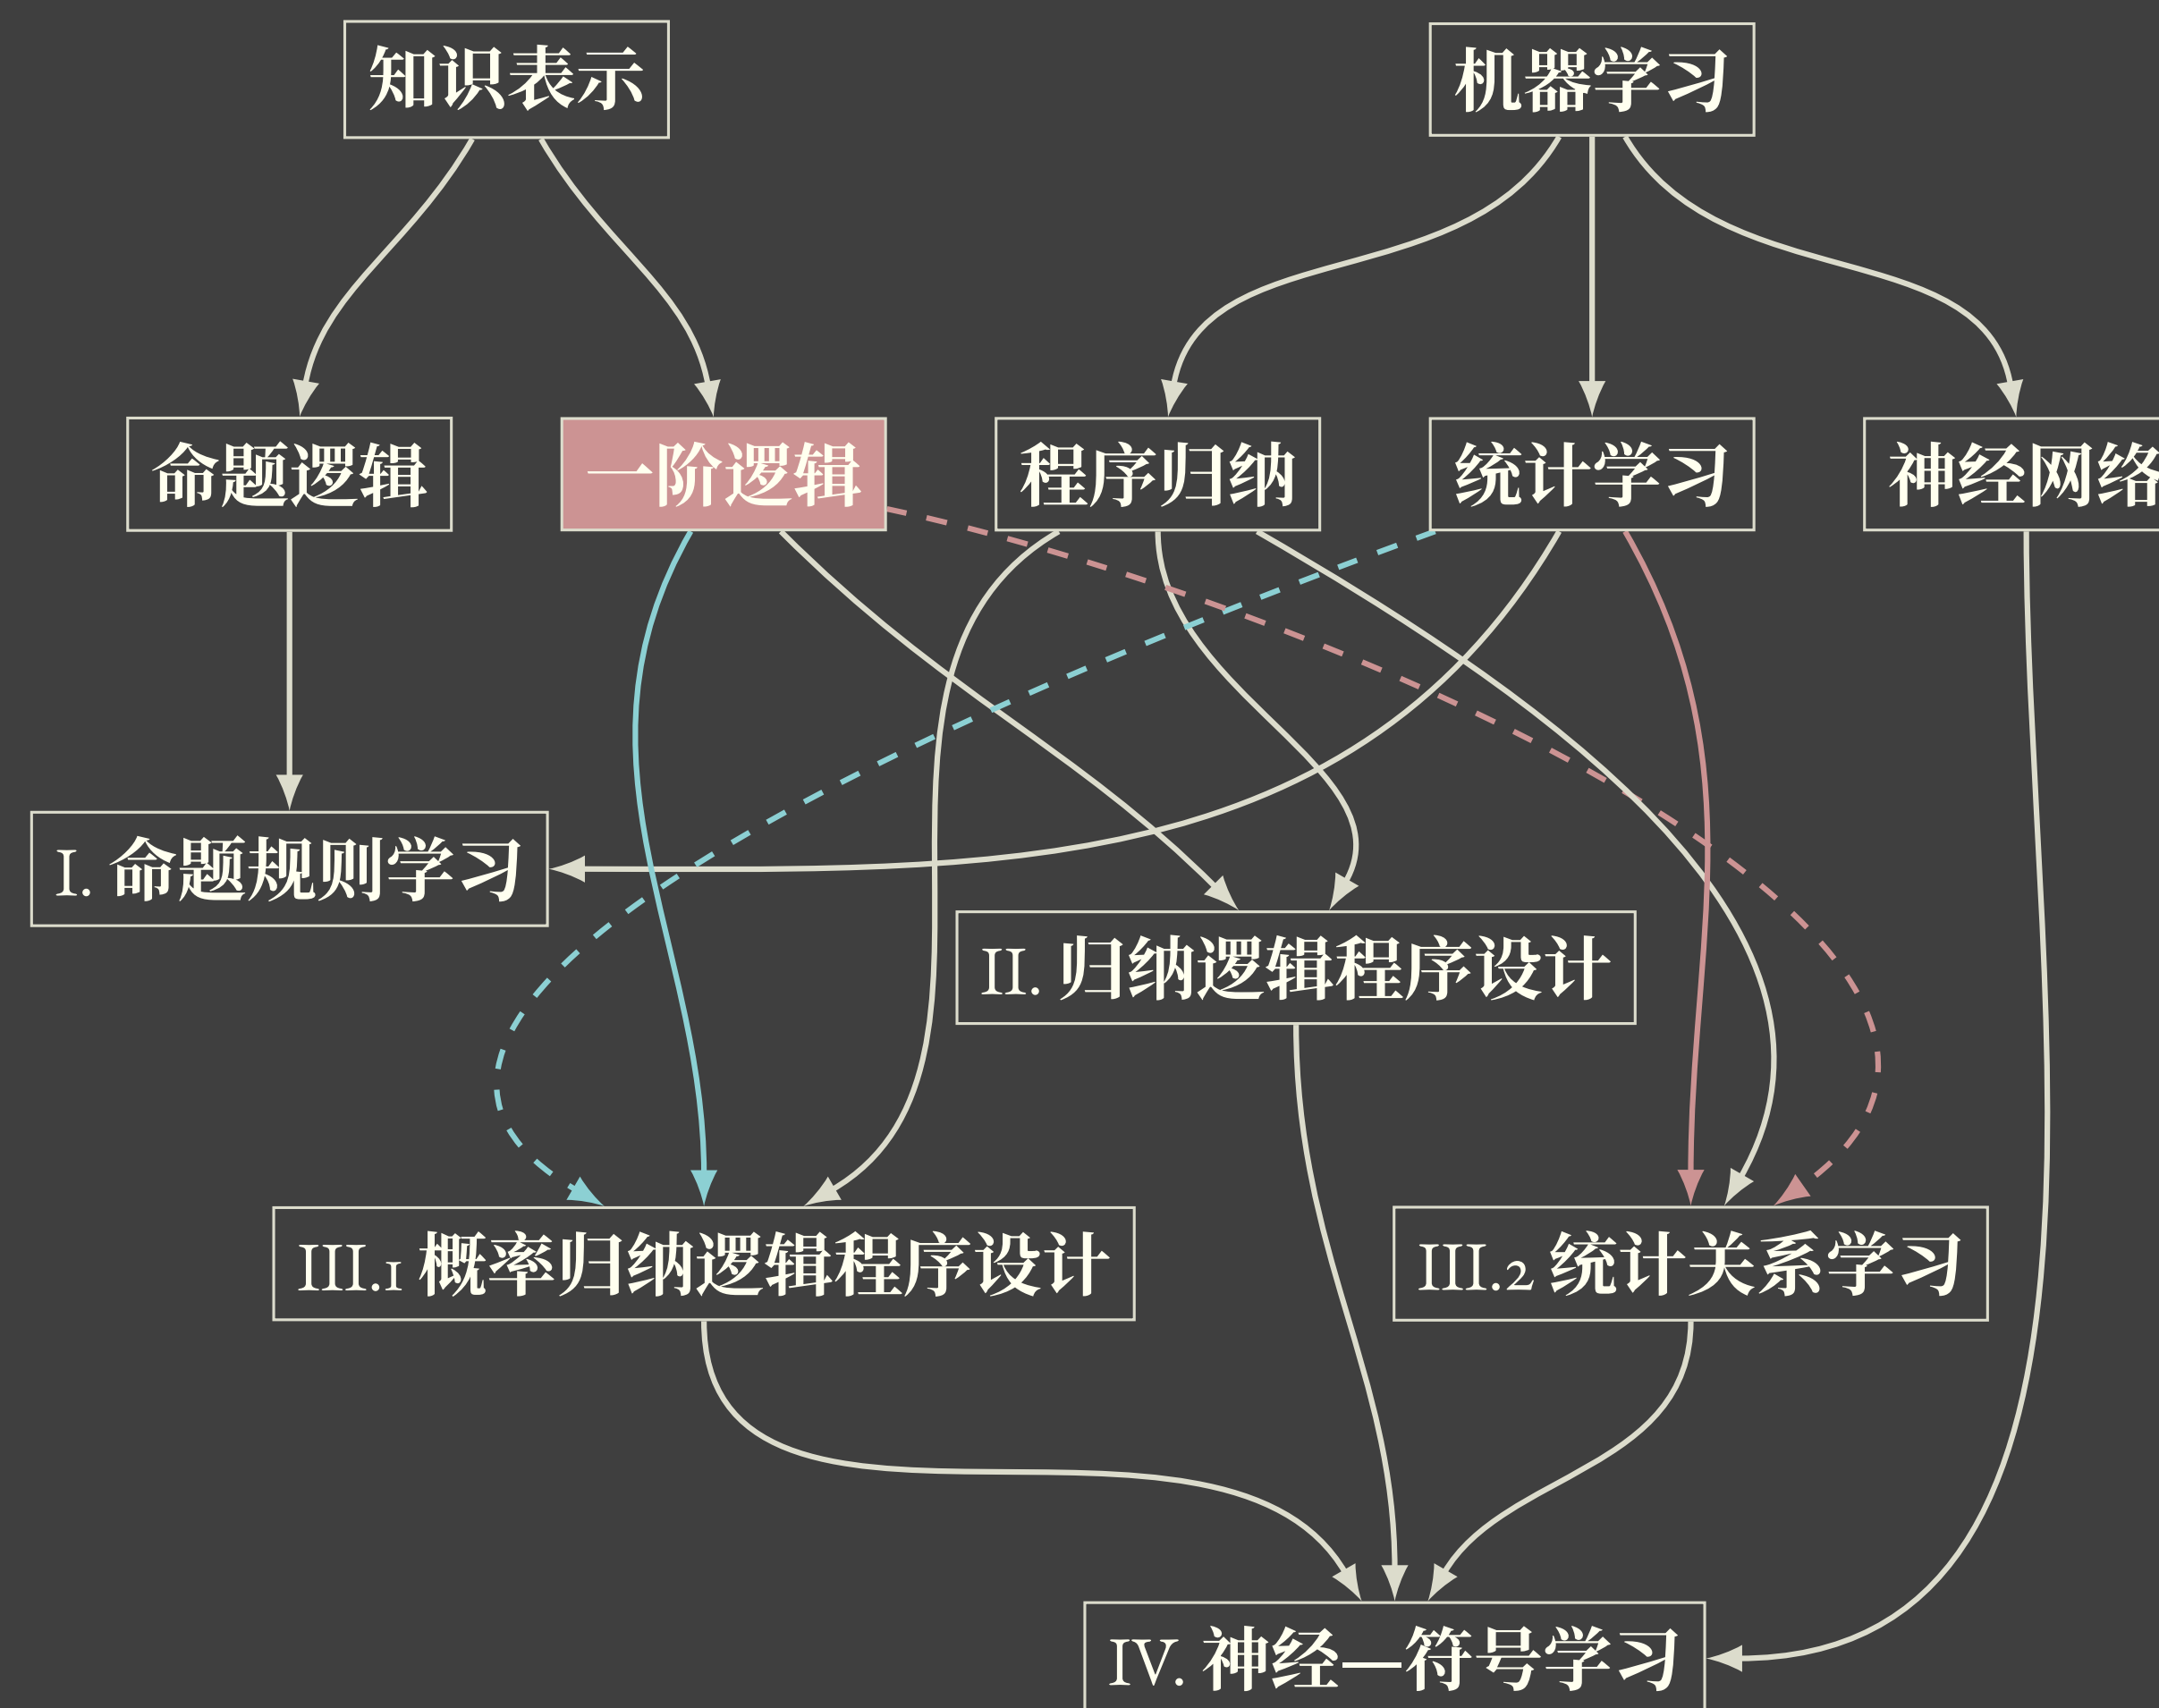 知识表示
机器学习
命题逻辑
一阶逻辑
程序归纳
统计学习
神经网络
I. 命题规则学习
II. 归纳逻辑程序设计
III.₁ 概率归纳逻辑程序设计
III.₂ 统计关系学习
IV. 神经—符号学习